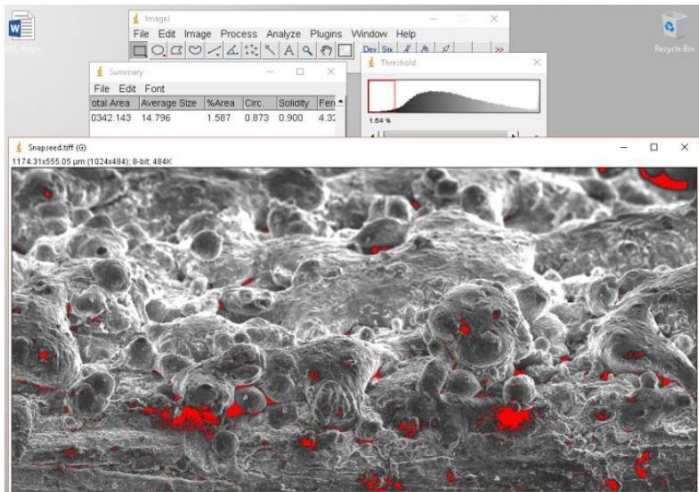 ImageJ
File Edit Image Process Analyze Plugins Window Help
Dev Stk
>>
Recycle Bin
Summary
File Edit Font
otal Area Average Size %Area Circ. Solidity Fere
0342.143 14.796 1.587 0.873 0.900 4.32
Threshold
1.54 %
Snapseed.tiff (G)
1174.31x555.05 µm (1024x484); 8-bit; 484K